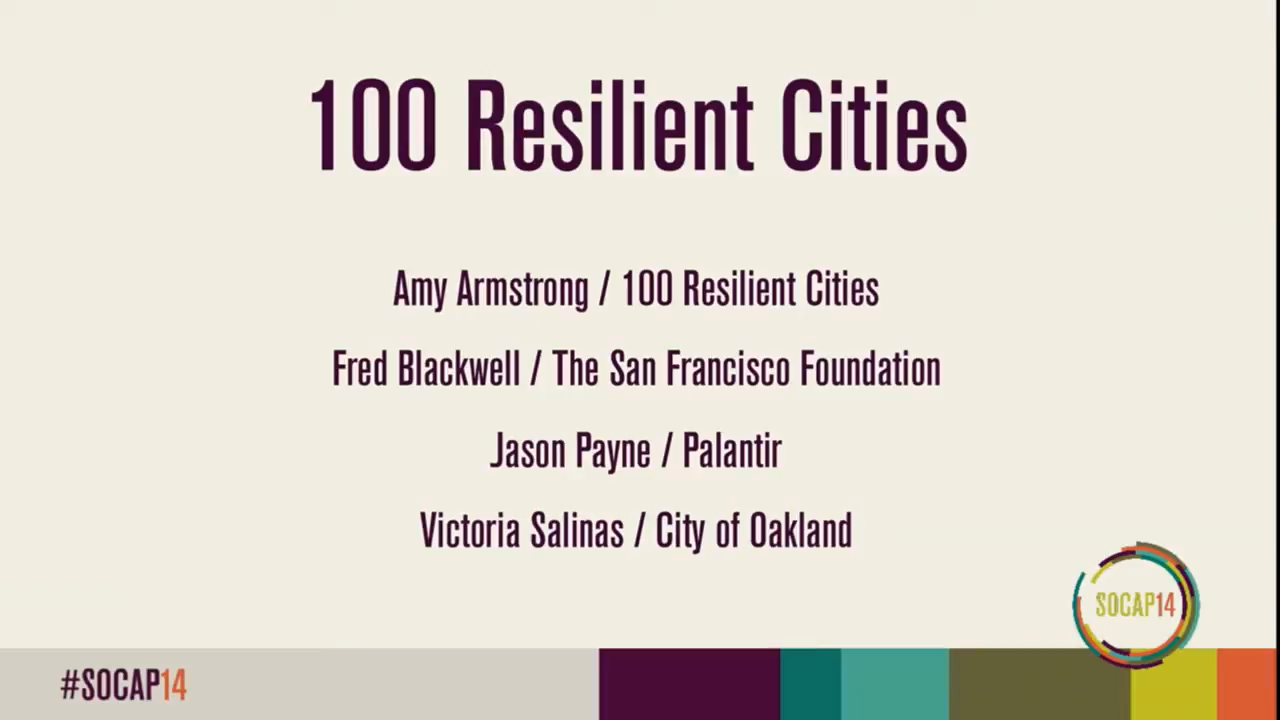 100 Resilient Cities
Amy Armstrong / 100 Resilient Cities
Fred Blackwell / The San Francisco Foundation
Jason Payne / Palantir
Victoria Salinas / City of Oakland
SOCAP14
#SOCAP14